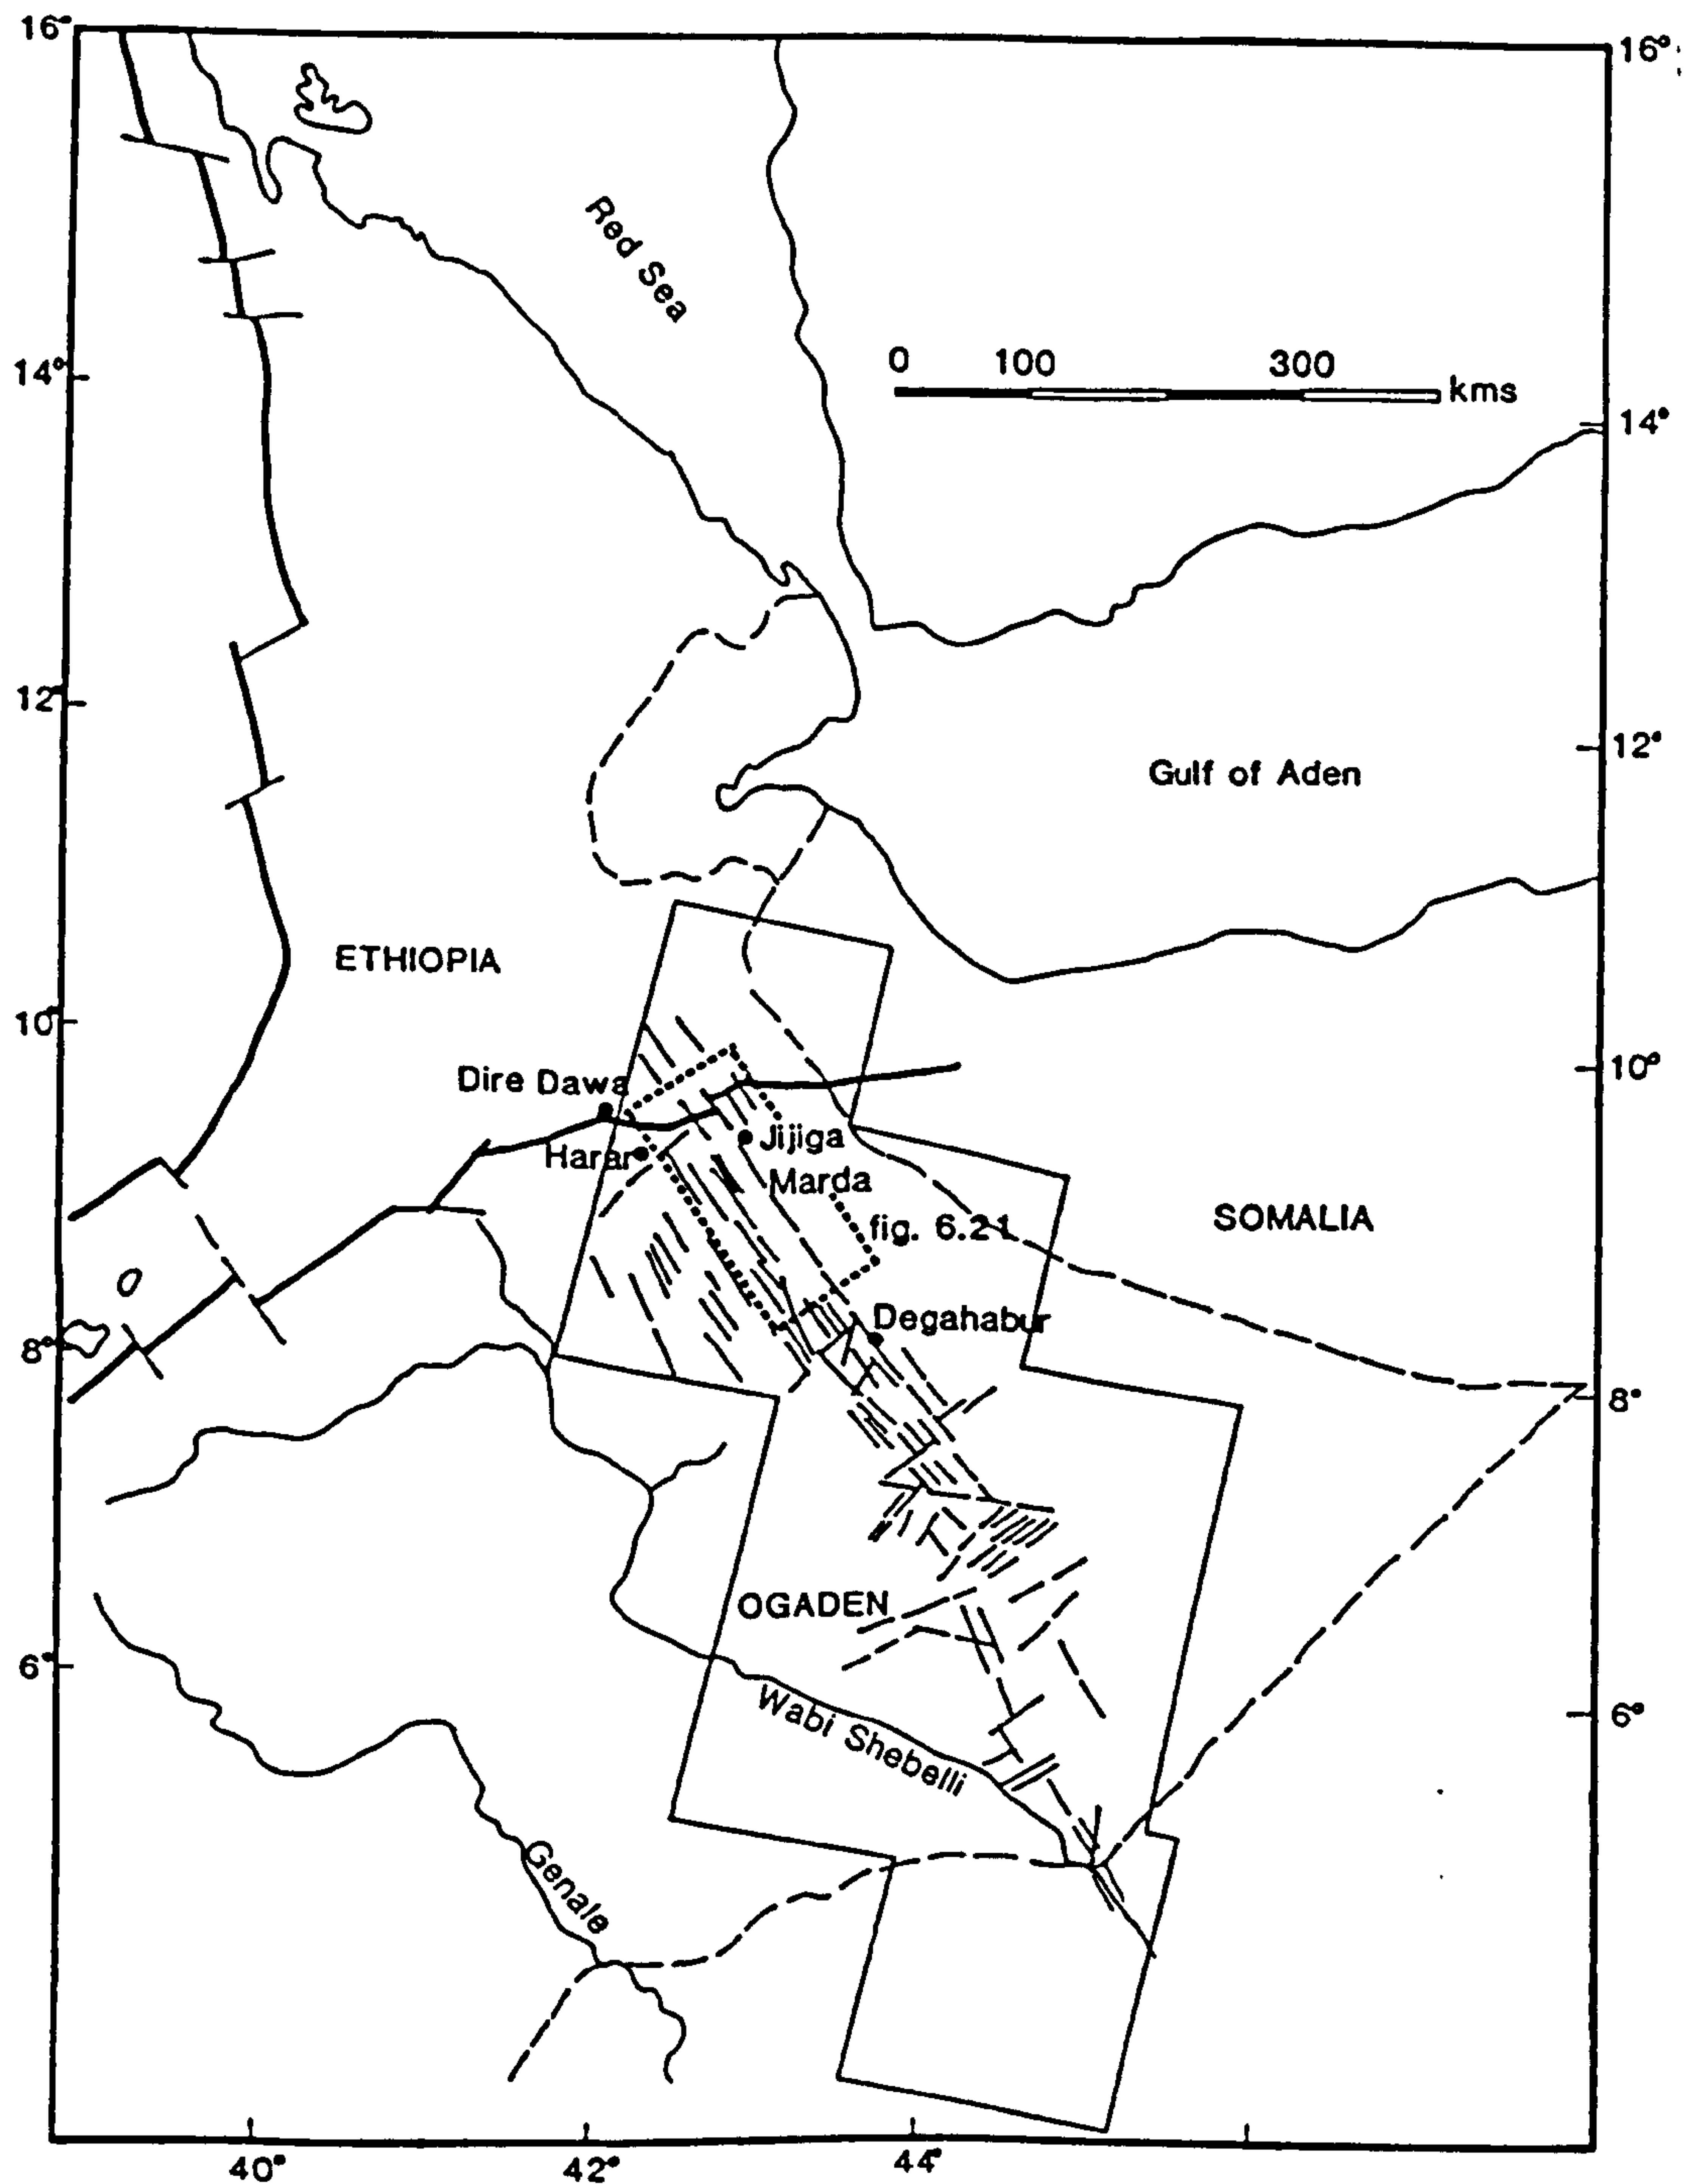 16°
16°
Red Sea
0 100 300
kms
14°
14°
12°
12°
Gulf of Aden
ETHIOPIA
10°
10°
Dire Dawa
Jijiga
Harar
Marda
SOMALIA
fig. 6.21
Degahabur
8°
8°
OGADEN
6°
6°
Wabi Shebelli
Genale
40°
42°
44°